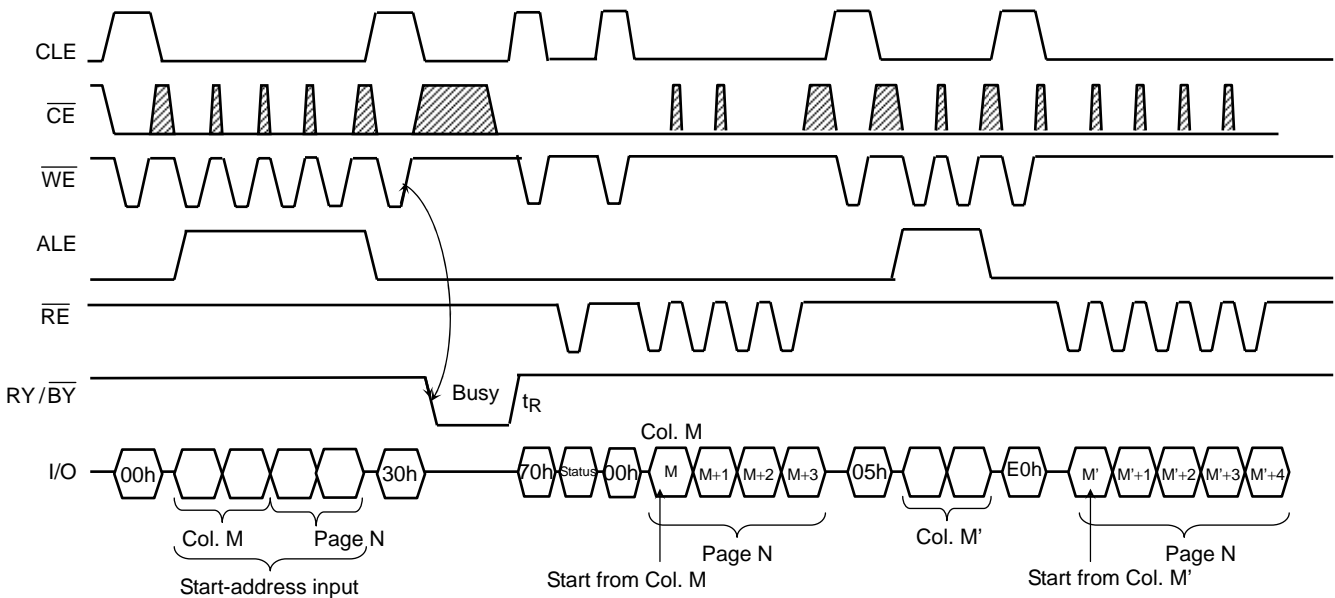 CLE
CE
WE
ALE
RE
RY/BY
Busy
tR
Col. M
I/O
00h
30h
70h
Status
00h
M
M+1
M+2
M+3
05h
E0h
M'
M'+1
M'+2
M'+3
M'+4
Col. M
Page N
Page N
Col. M'
Page N
Start-address input
Start from Col. M
Start from Col. M'